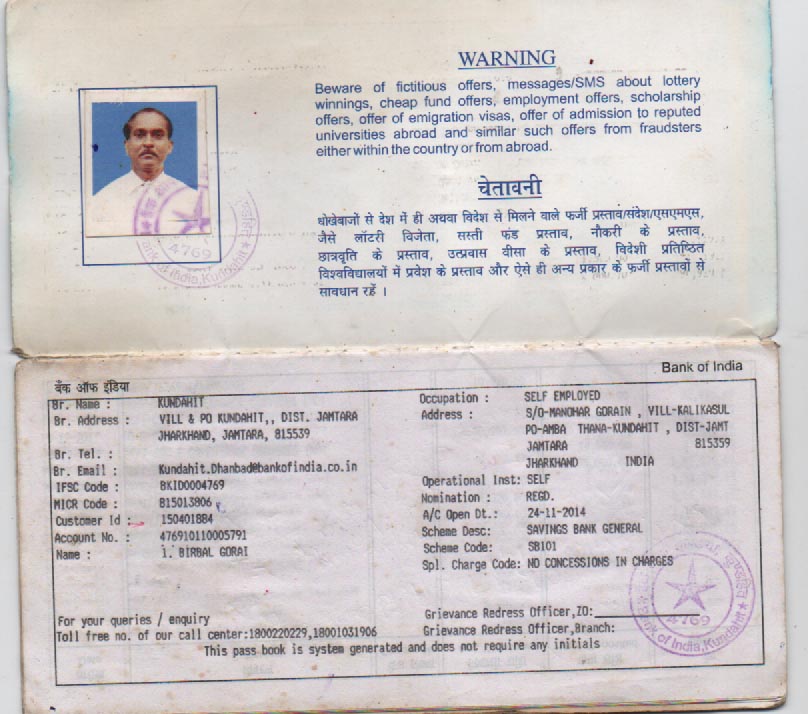 WARNING
Beware of fictitious offers, messages/SMS about lottery
winnings, cheap fund offers, employment offers, scholarship
offers, offer of emigration visas, offer of admission to reputed
universities abroad and similar such offers from fraudsters
either within the country or from abroad.
चेतावनी
धोखेबाजों से देश में ही अथवा विदेश से मिलने वाले फर्जी प्रस्ताव/संदेश/एसएमएस,
जैसे लॉटरी विजेता, सस्ती फंड प्रस्ताव, नौकरी के प्रस्ताव,
छात्रवृति के प्रस्ताव, उत्प्रवास वीसा के प्रस्ताव, विदेशी प्रतिष्ठित
विश्वविद्यालयों में प्रवेश के प्रस्ताव और ऐसे ही अन्य प्रकार के फर्जी प्रस्तावों से
सावधान रहें ।
4769
Bank of India, Kundahit
बैंक ऑफ इंडिया
Bank of India
Br. Name : KUNDAHIT
Br. Address : VILL & PO KUNDAHIT,, DIST. JAMTARA
JHARKHAND, JAMTARA, 815539
Br. Tel. :
Br. Email : Kundahit.Dhanbad@bankofindia.co.in
IFSC Code : BKID0004769
MICR Code : 815013806
Customer Id : 150401884
Account No. : 476910110005791
Name : 1. BIRBAL GORAI
Occupation : SELF EMPLOYED
Address : S/O-MANOHAR GORAIN , VILL-KALIKASUL
PO-AMBA THANA-KUNDAHIT , DIST-JAMT
JAMTARA 815359
JHARKHAND INDIA
Operational Inst: SELF
Nomination : REGD.
A/C Open Dt.: 24-11-2014
Scheme Desc: SAVINGS BANK GENERAL
Scheme Code: SB101
Spl. Charge Code: NO CONCESSIONS IN CHARGES
For your queries / enquiry
Toll free no. of our call center:1800220229,18001031906
Grievance Redress Officer,ZO:
Grievance Redress Officer,Branch:
This pass book is system generated and does not require any initials
4769
Bank of India, Kundahit